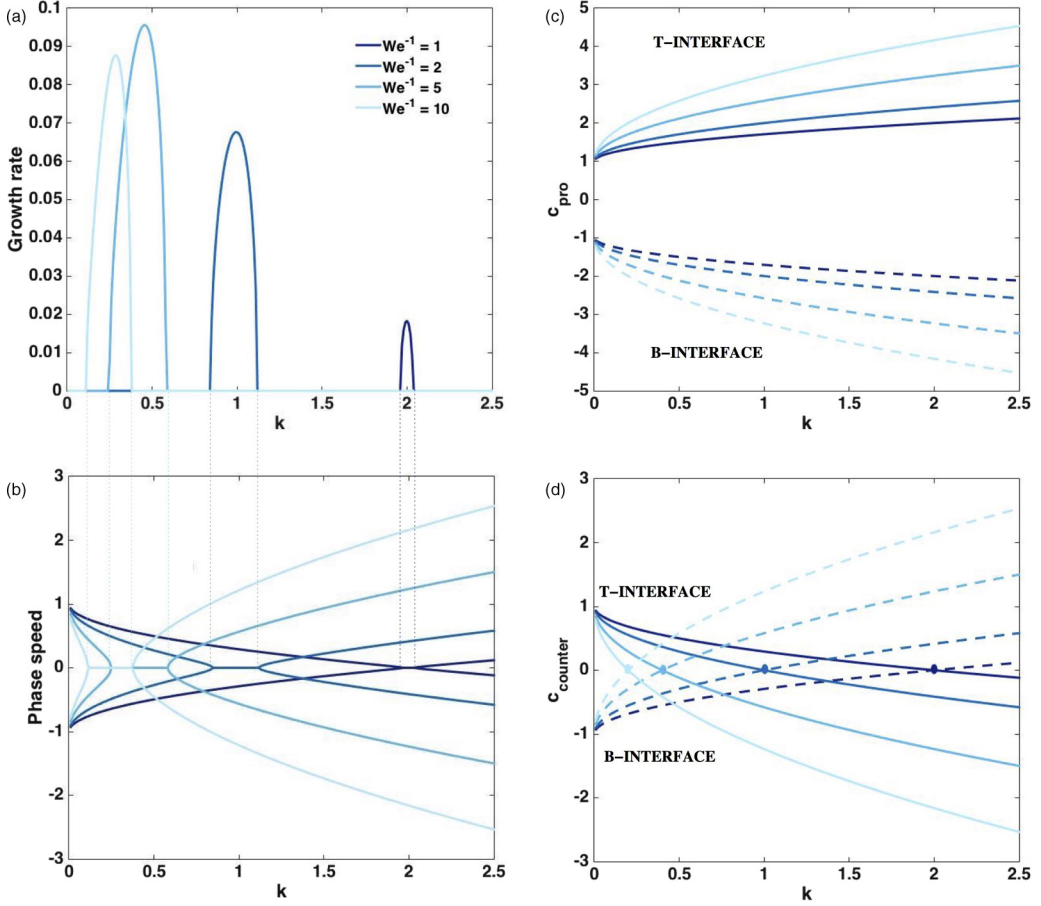 (a)
0.1
0.09
0.08
0.07
0.06
0.05
0.04
0.03
0.02
0.01
0
Growth rate
We⁻¹ = 1
We⁻¹ = 2
We⁻¹ = 5
We⁻¹ = 10
0 0.5 1 1.5 2 2.5
k
(c)
5
4
3
2
1
0
-1
-2
-3
-4
-5
c_pro
T-INTERFACE
B-INTERFACE
0 0.5 1 1.5 2 2.5
k
(b)
3
2
1
0
-1
-2
-3
Phase speed
0 0.5 1 1.5 2 2.5
k
(d)
3
2
1
0
-1
-2
-3
c_counter
T-INTERFACE
B-INTERFACE
0 0.5 1 1.5 2 2.5
k